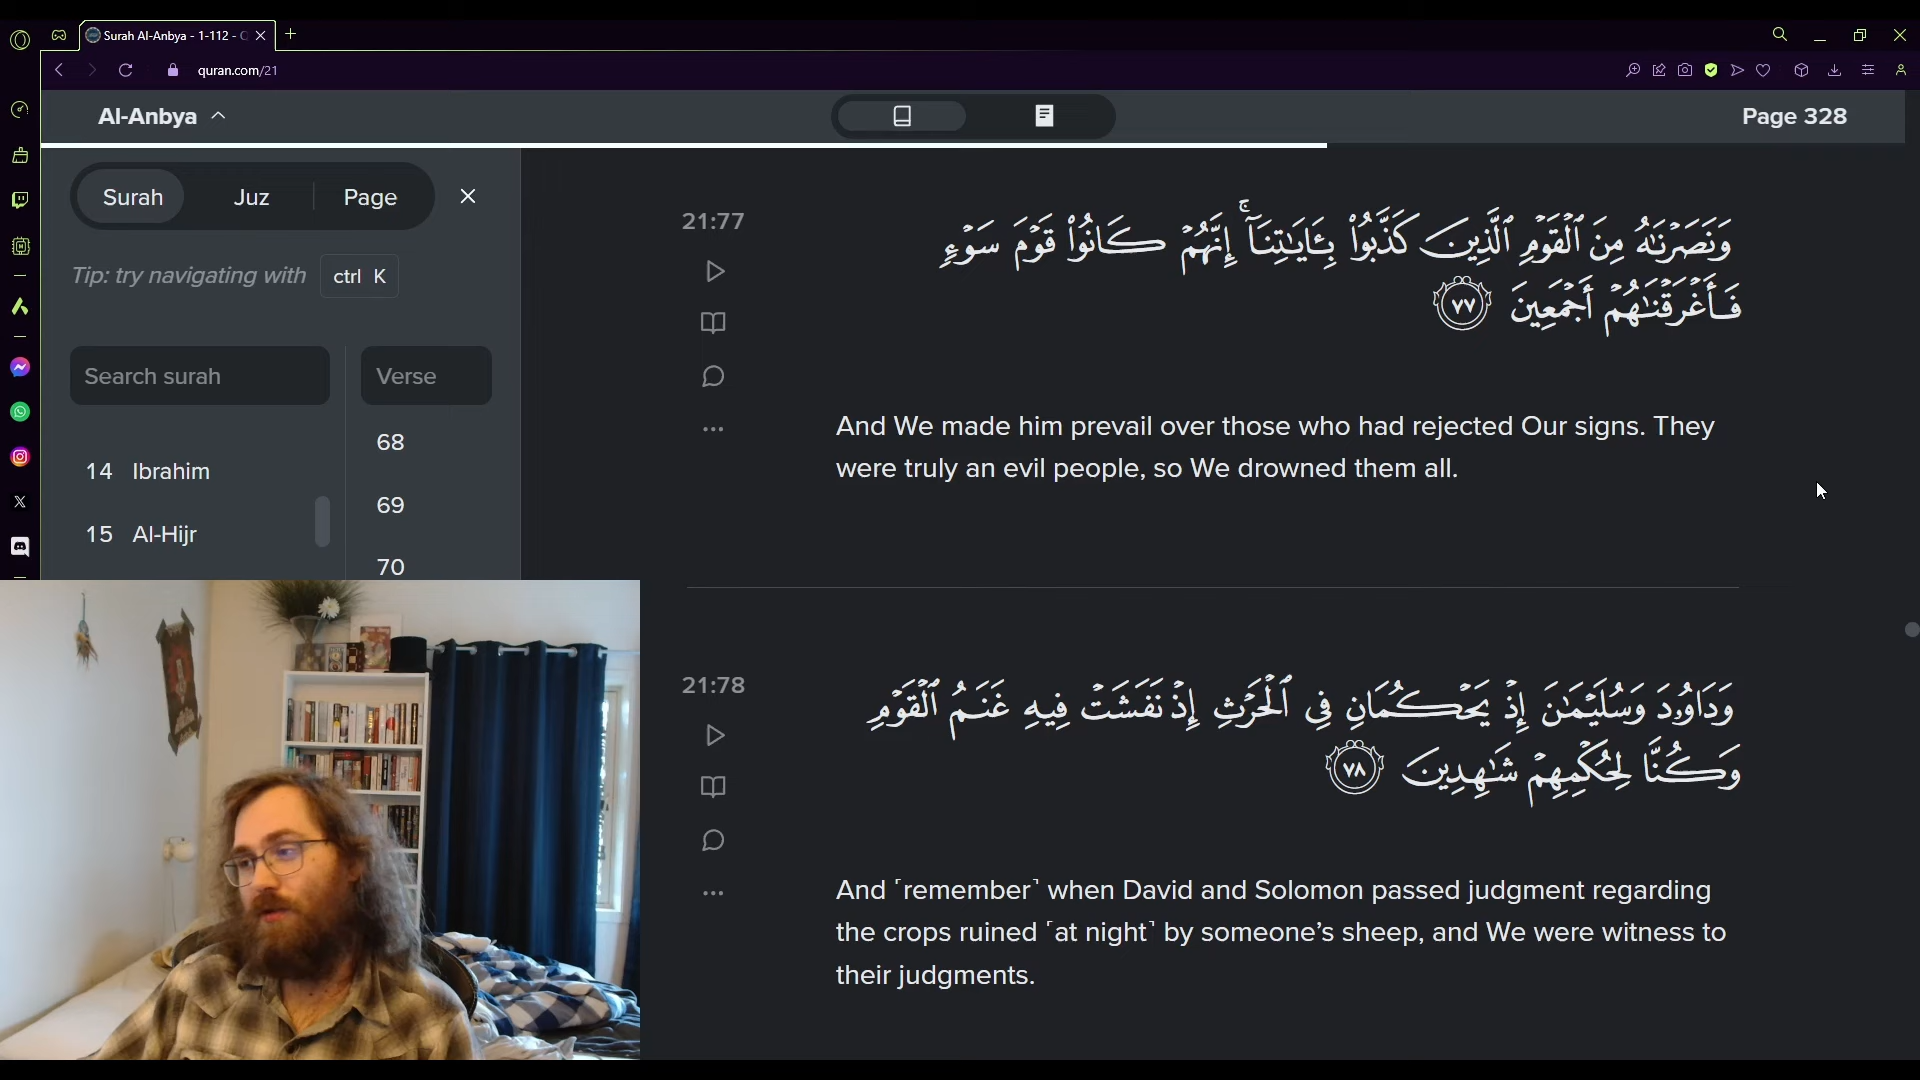 Surah Al-Anbya - 1-112 -
quran.com/21
Al-Anbya
Page 328
Surah
Juz
Page
Tip: try navigating with ctrl K
Search surah
Verse
14 Ibrahim
15 Al-Hijr
68
69
70
21:77
وَنَصَرْنَـٰهُ مِنَ ٱلْقَوْمِ ٱلَّذِينَ كَذَّبُوا۟ بِـَٔايَـٰتِنَآ ۚ إِنَّهُمْ كَانُوا۟ قَوْمَ سَوْءٍۢ
فَأَغْرَقْنَـٰهُمْ أَجْمَعِينَ ٧٧
And We made him prevail over those who had rejected Our signs. They
were truly an evil people, so We drowned them all.
21:78
وَدَاوُۥدَ وَسُلَيْمَـٰنَ إِذْ يَحْكُمَانِ فِى ٱلْحَرْثِ إِذْ نَفَشَتْ فِيهِ غَنَمُ ٱلْقَوْمِ
وَكُنَّا لِحُكْمِهِمْ شَـٰهِدِينَ ٧٨
And ˹remember˺ when David and Solomon passed judgment regarding
the crops ruined ˹at night˺ by someone’s sheep, and We were witness to
their judgments.